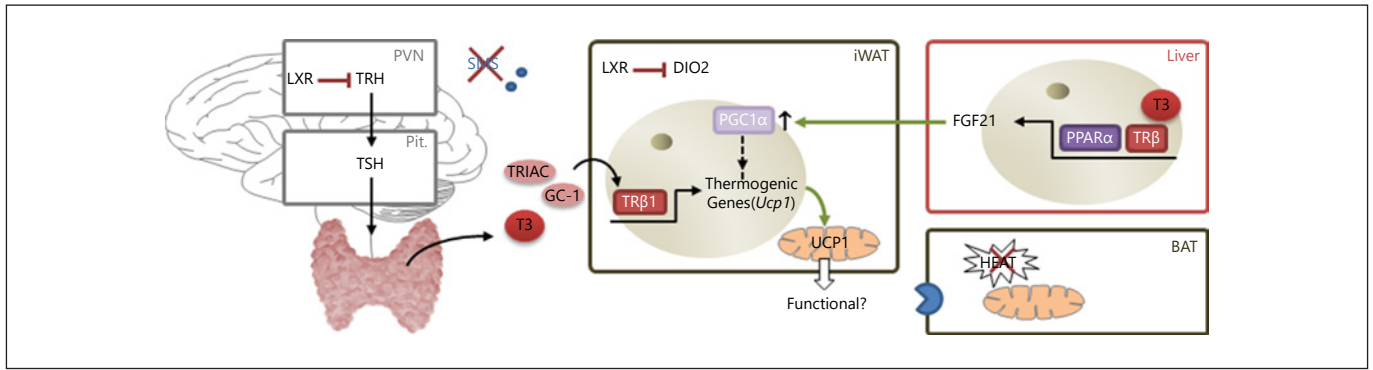 PVN
LXR
TRH
Pit.
TSH
SNS
TRIAC
GC-1
T3
iWAT
LXR
DIO2
PGC1α
Thermogenic
Genes(Ucp1)
TRβ1
UCP1
Functional?
Liver
T3
FGF21
PPARα
TRβ
BAT
HEAT